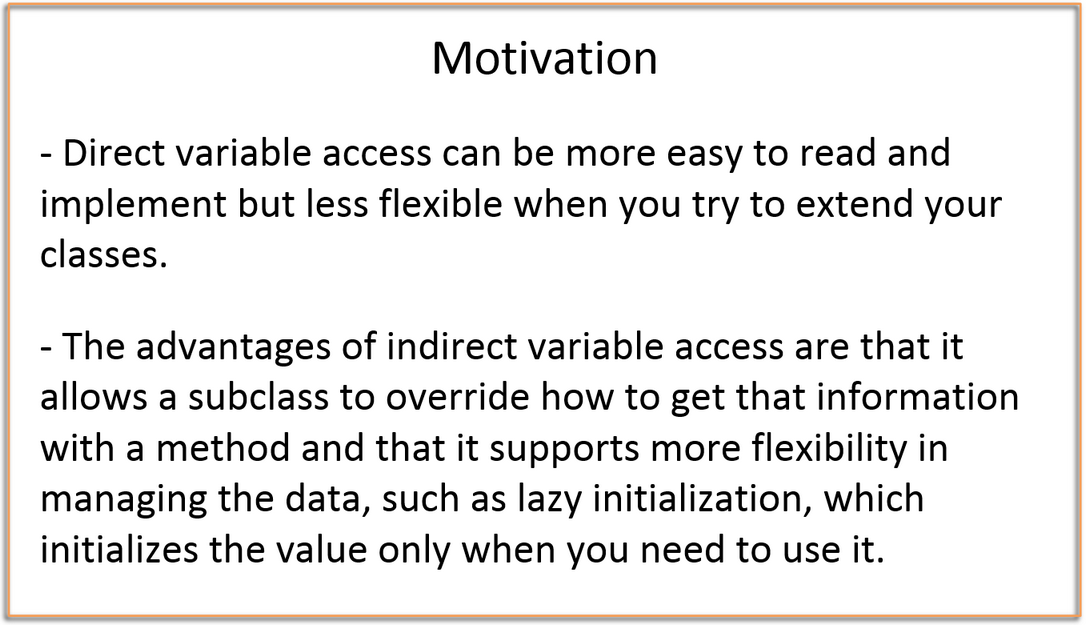 Motivation
- Direct variable access can be more easy to read and
implement but less flexible when you try to extend your
classes.
- The advantages of indirect variable access are that it
allows a subclass to override how to get that information
with a method and that it supports more flexibility in
managing the data, such as lazy initialization, which
initializes the value only when you need to use it.